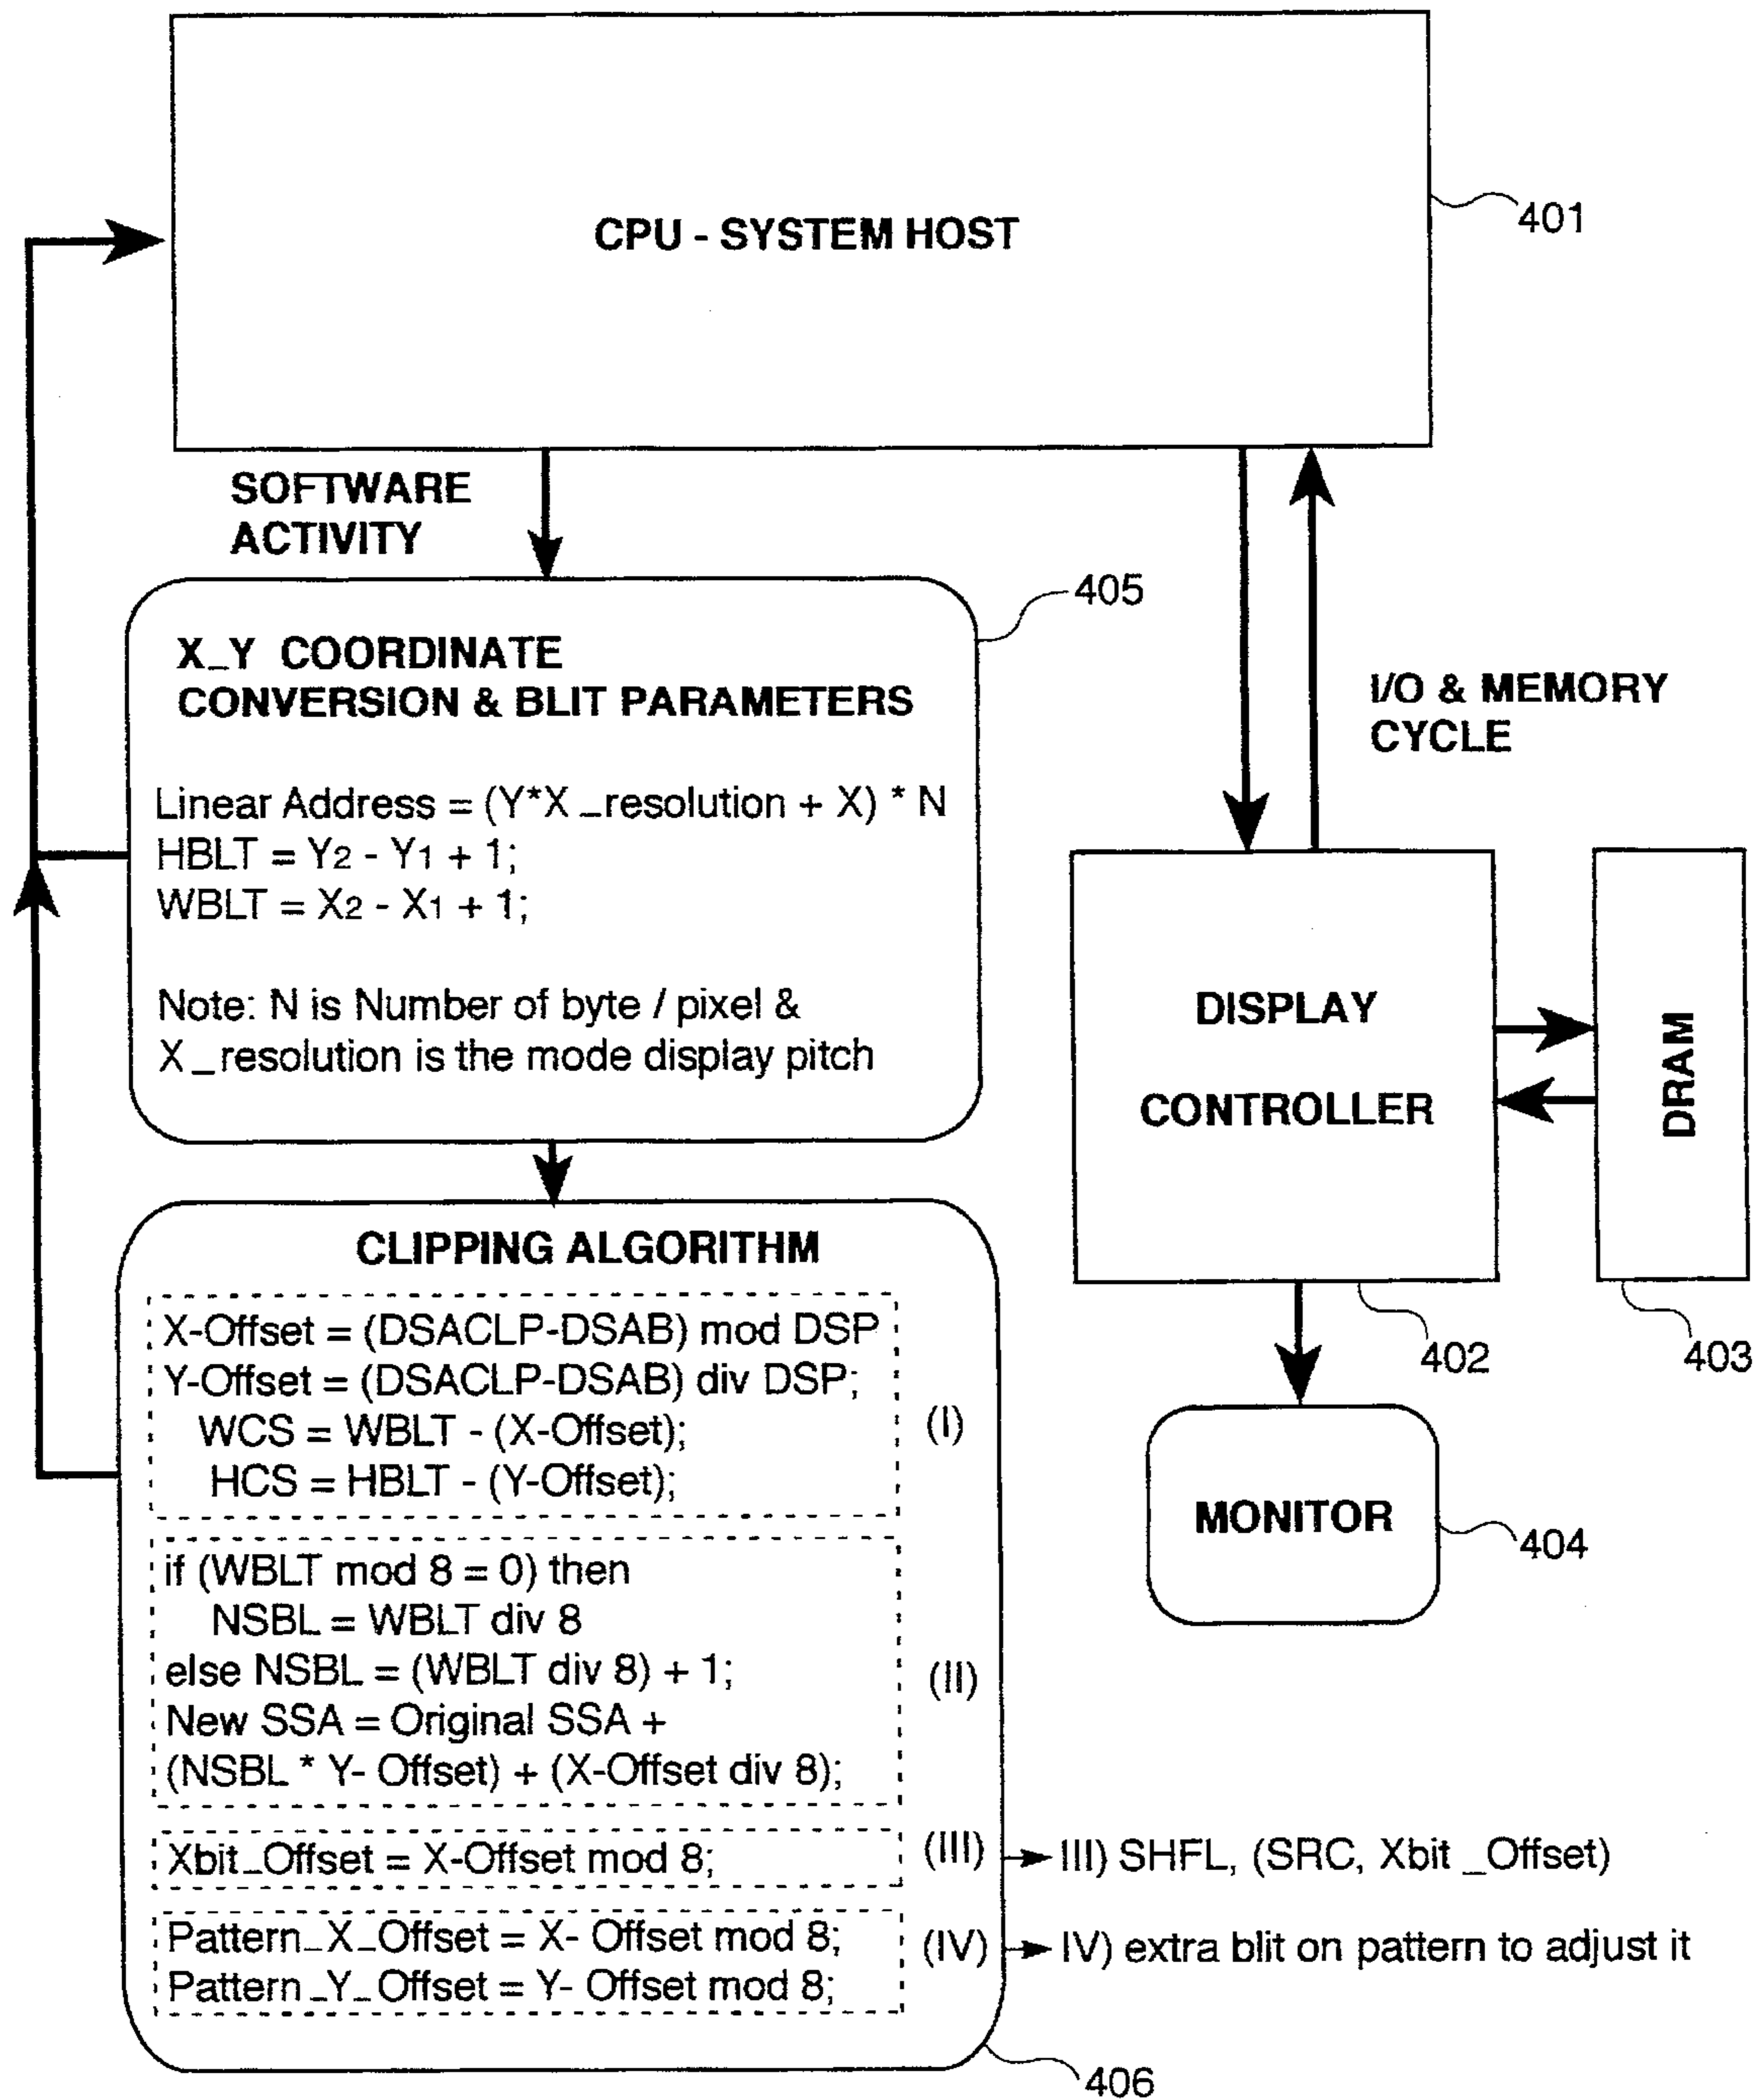 CPU - SYSTEM HOST
401
SOFTWARE
ACTIVITY
405
X_Y COORDINATE
CONVERSION & BLIT PARAMETERS
Linear Address = (Y*X _resolution + X) * N
HBLT = Y2 - Y1 + 1;
WBLT = X2 - X1 + 1;
Note: N is Number of byte / pixel &
X _resolution is the mode display pitch
I/O & MEMORY
CYCLE
DISPLAY
CONTROLLER
402
DRAM
403
MONITOR
404
CLIPPING ALGORITHM
X-Offset = (DSACLP-DSAB) mod DSP
Y-Offset = (DSACLP-DSAB) div DSP;
WCS = WBLT - (X-Offset);
HCS = HBLT - (Y-Offset);
(I)
if (WBLT mod 8 = 0) then
NSBL = WBLT div 8
else NSBL = (WBLT div 8) + 1;
New SSA = Original SSA +
(NSBL * Y- Offset) + (X-Offset div 8);
(II)
Xbit_Offset = X-Offset mod 8;
(III)
III) SHFL, (SRC, Xbit _Offset)
Pattern_X_Offset = X- Offset mod 8;
Pattern_Y_Offset = Y- Offset mod 8;
(IV)
IV) extra blit on pattern to adjust it
406